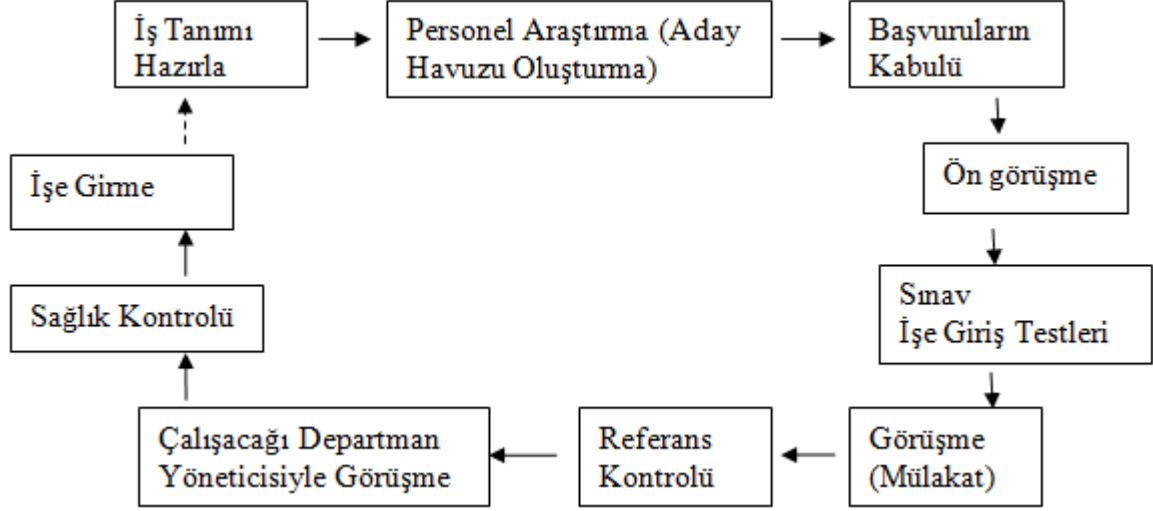 İş Tanımı
Hazırla
Personel Araştırma (Aday
Havuzu Oluşturma)
Başvuruların
Kabulü
Ön görüşme
Sınav
İşe Giriş Testleri
Görüşme
(Mülakat)
Referans
Kontrolü
Çalışacağı Departman
Yöneticisiyle Görüşme
Sağlık Kontrolü
İşe Girme